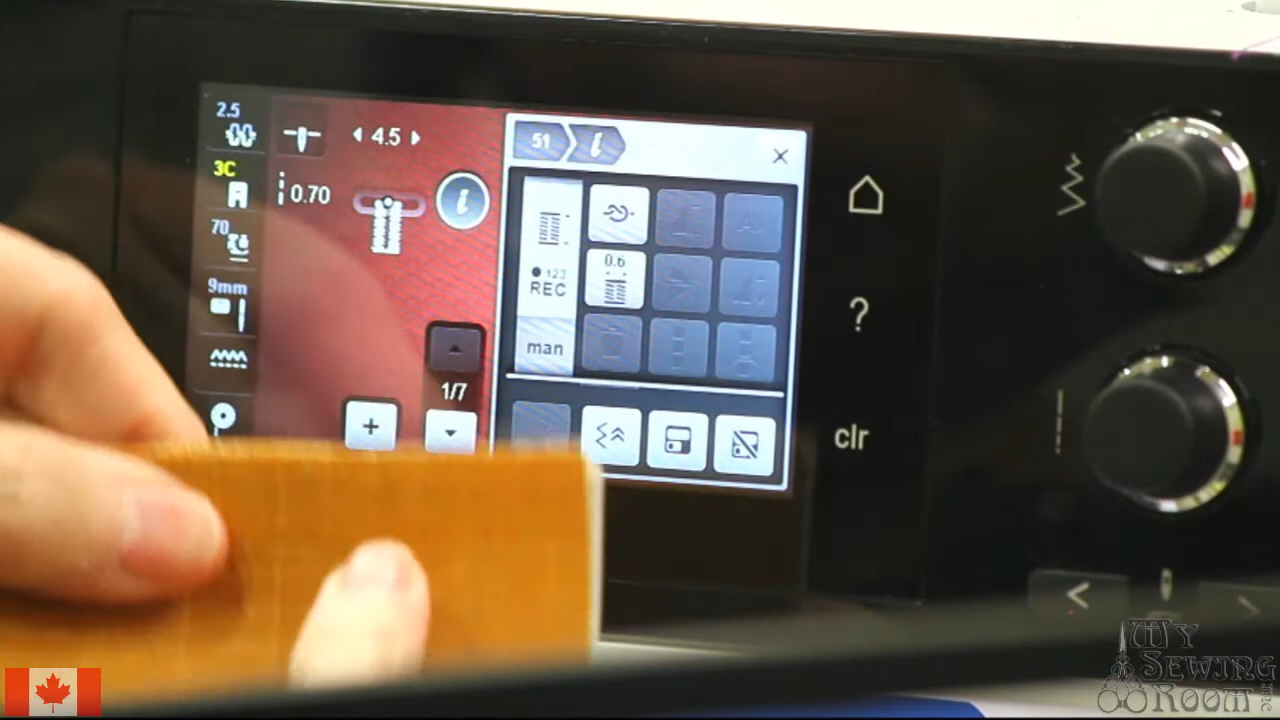 2.5
4.5
51 i
3C
0.70
i
70
0.6
123
REC
9mm
man
1/7
+
?
clr
My
Sewing
Room
Inc